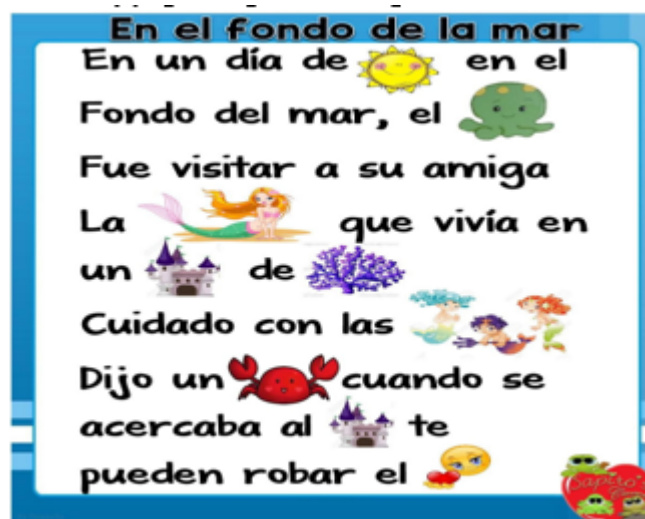 En el fondo de la mar
En un día de en el
Fondo del mar, el
Fue visitar a su amiga
La que vivía en
un de
Cuidado con las
Dijo un cuando se
acercaba al te
pueden robar el
Sapito